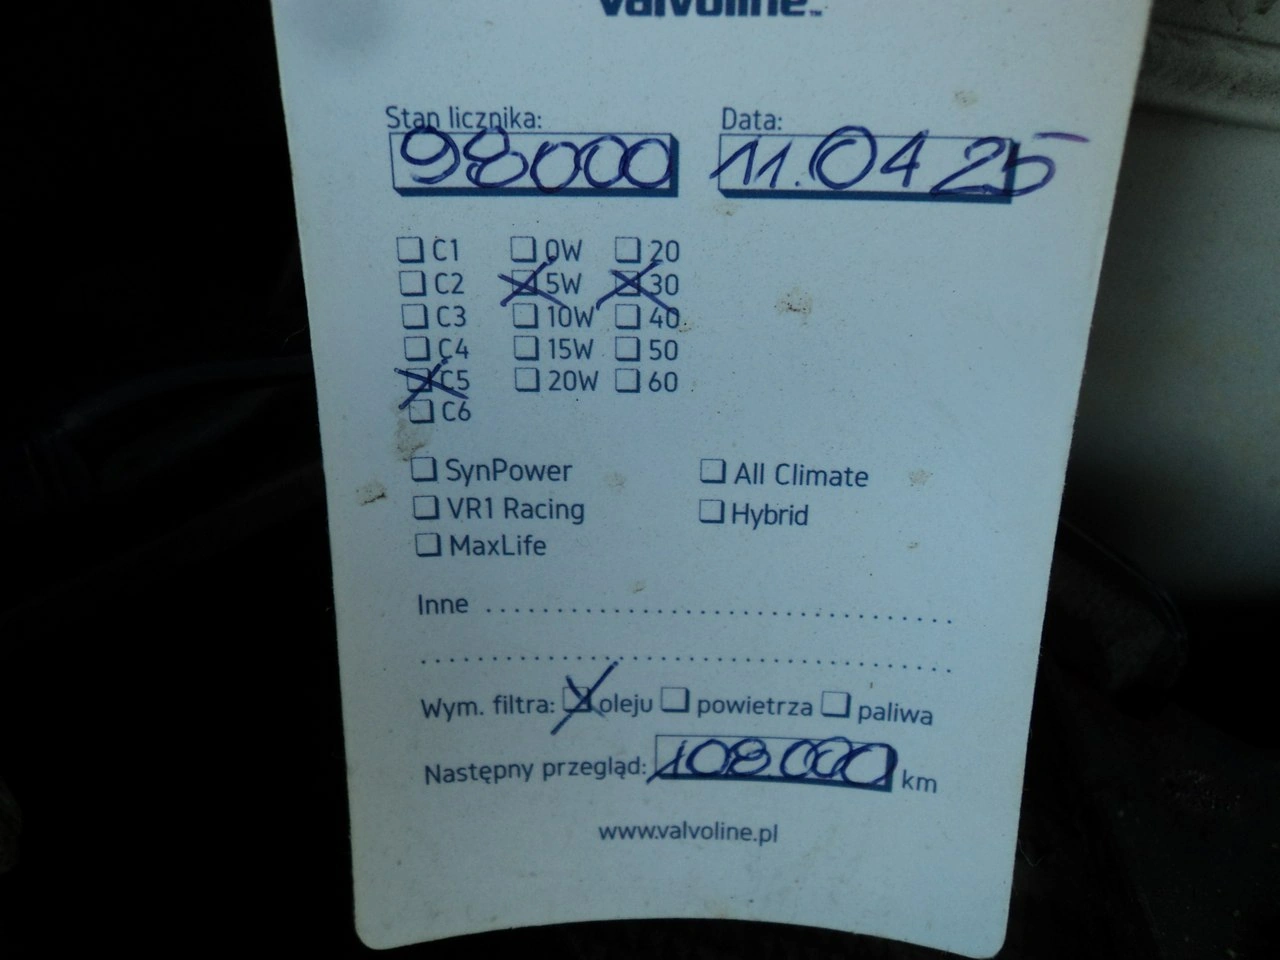 Valvoline™
Stan licznika: Data:
98000 11.04 25
C1 0W 20
C2 5W 30
C3 10W 40
C4 15W 50
C5 20W 60
C6
SynPower All Climate
VR1 Racing Hybrid
MaxLife
Inne ........................................
........................................
Wym. filtra: oleju powietrza paliwa
Następny przegląd: 108000 km
www.valvoline.pl